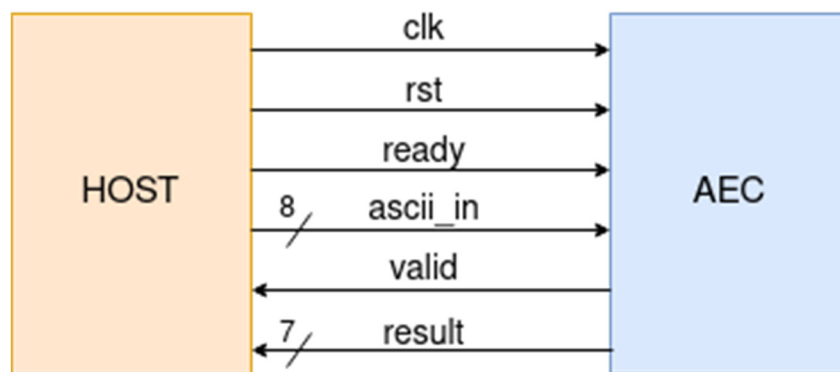 clk
rst
ready
HOST
AEC
8
ascii_in
valid
7
result